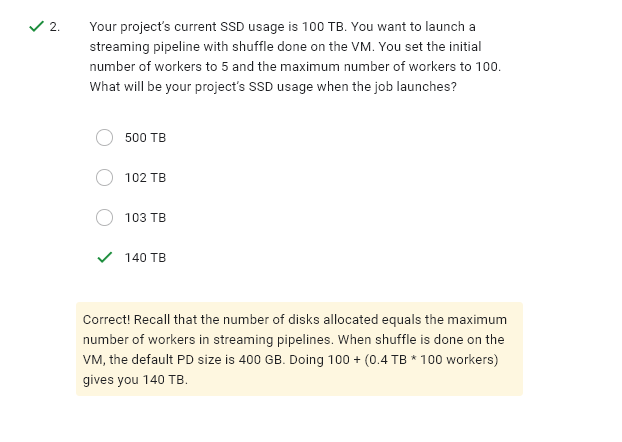 2. Your project's current SSD usage is 100 TB. You want to launch a
streaming pipeline with shuffle done on the VM. You set the initial
number of workers to 5 and the maximum number of workers to 100.
What will be your project's SSD usage when the job launches?
500 TB
102 TB
103 TB
140 TB
Correct! Recall that the number of disks allocated equals the maximum
number of workers in streaming pipelines. When shuffle is done on the
VM, the default PD size is 400 GB. Doing 100 + (0.4 TB * 100 workers)
gives you 140 TB.